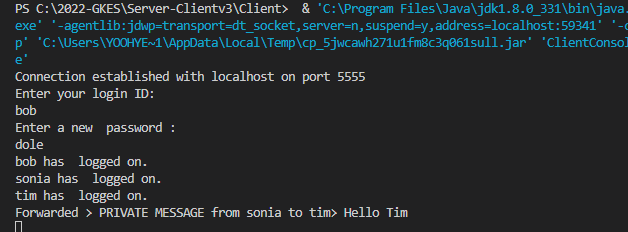 PS C:\2022-GKES\Server-Clientv3\Client>  & 'C:\Program Files\Java\jdk1.8.0_331\bin\java.
exe' '-agentlib:jdwp=transport=dt_socket,server=n,suspend=y,address=localhost:59341' '-c
p' 'C:\Users\YOOHYE~1\AppData\Local\Temp\cp_5jwcawh271u1fm8c3q061sull.jar' 'ClientConsol
e'
Connection established with localhost on port 5555
Enter your login ID:
bob
Enter a new  password :
dole
bob has  logged on.
sonia has  logged on.
tim has  logged on.
Forwarded > PRIVATE MESSAGE from sonia to tim> Hello Tim